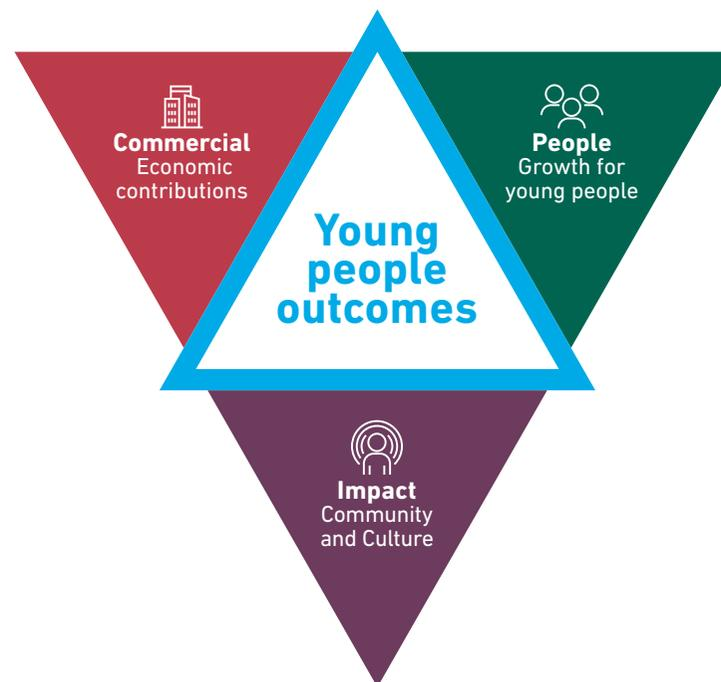 Commercial
Economic
contributions
People
Growth for
young people
Young
people
outcomes
Impact
Community
and Culture